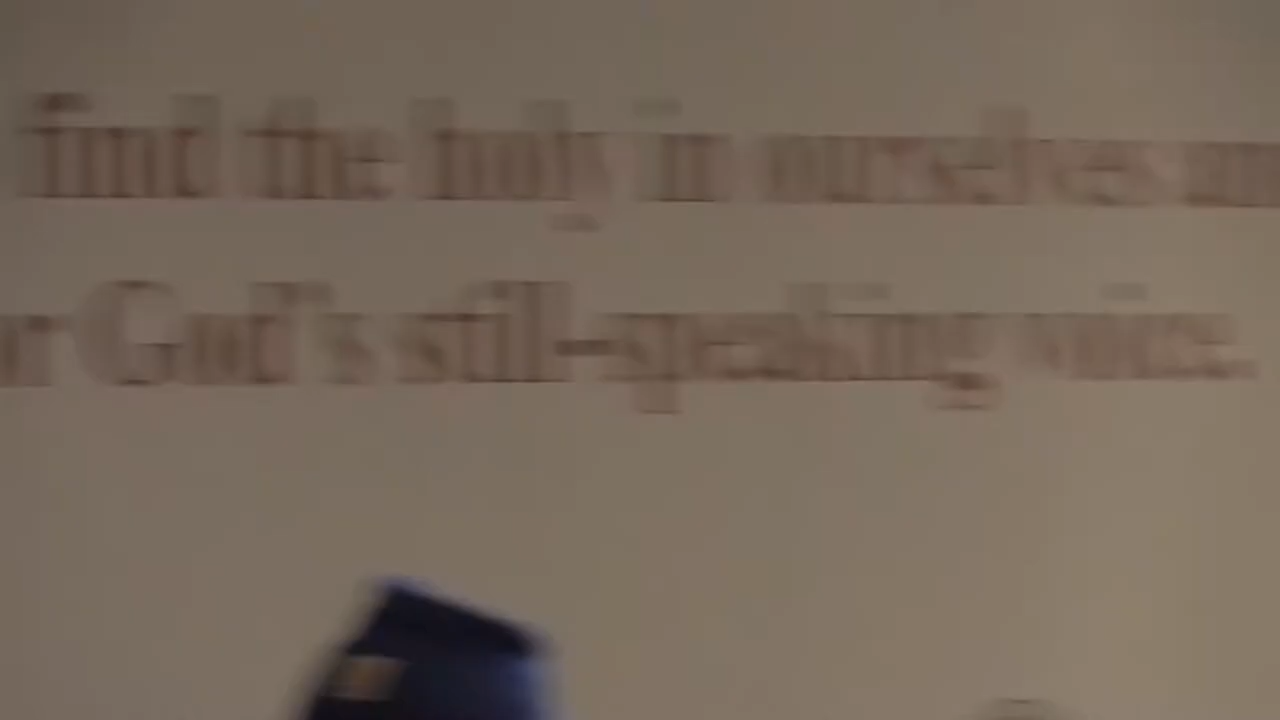 find the holy in ourselves
God's still-speaking voice.